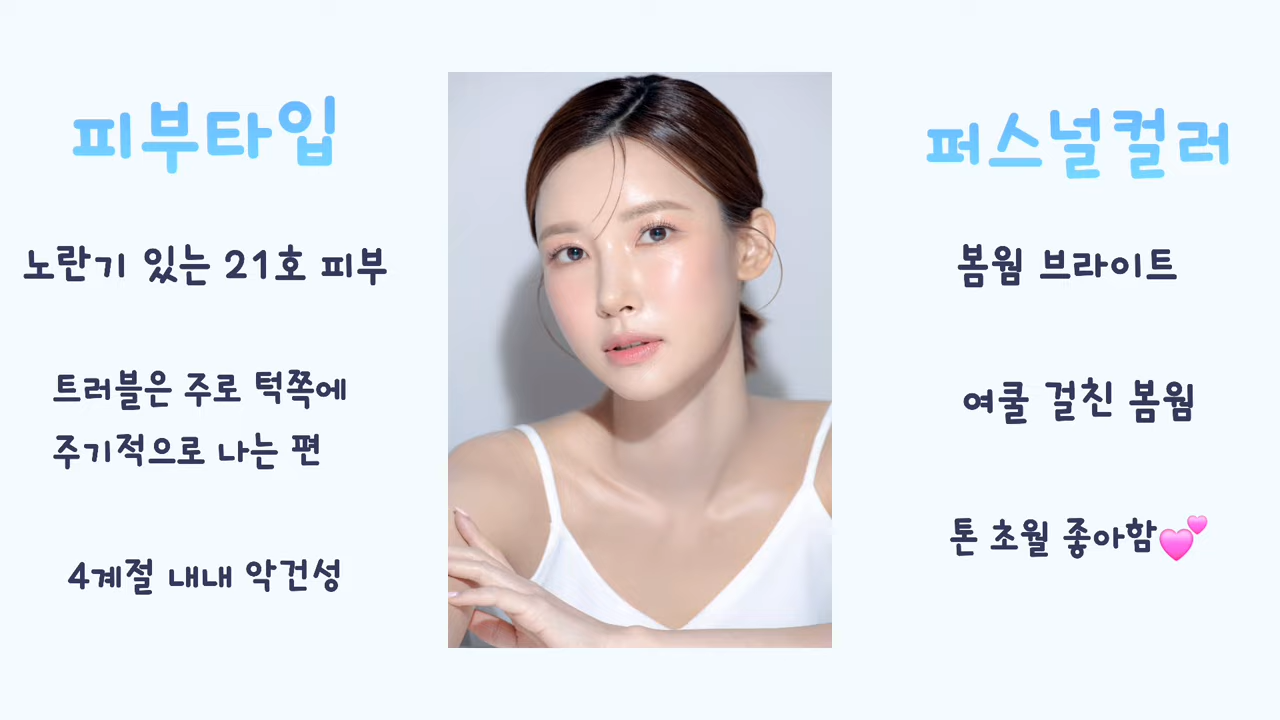 피부타입
노란기 있는 21호 피부
트러블은 주로 턱쪽에
주기적으로 나는 편
4계절 내내 악건성
퍼스널컬러
봄웜 브라이트
여쿨 걸친 봄웜
톤 초월 좋아함💕